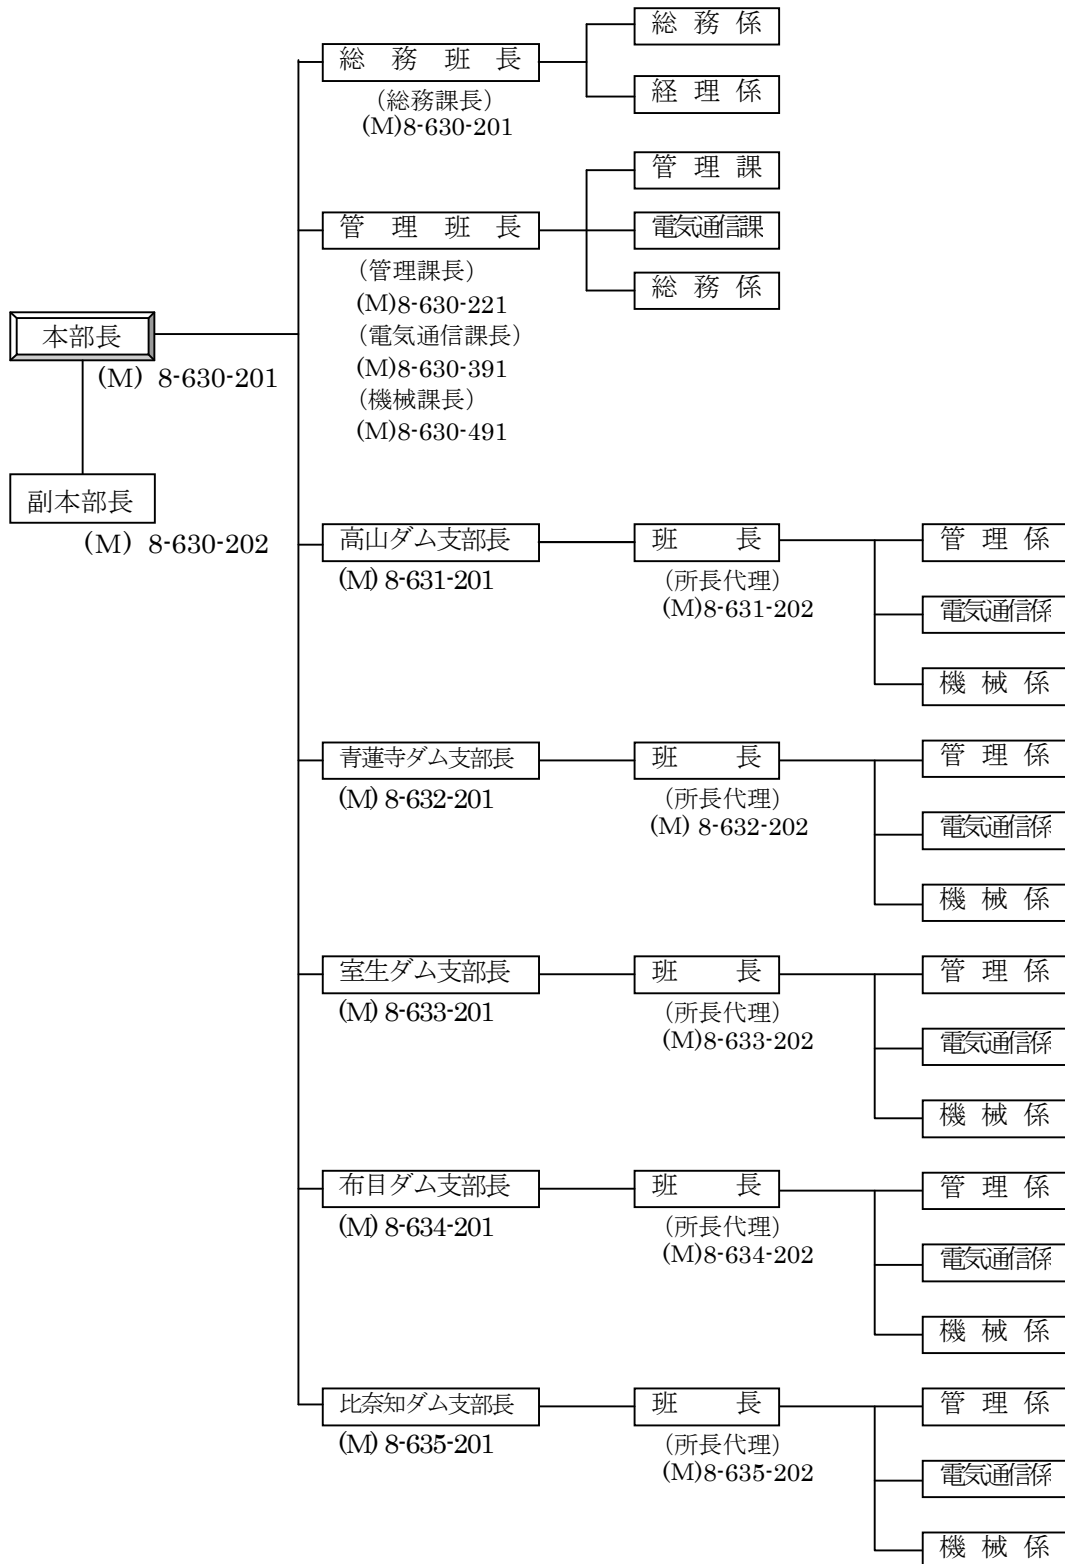 総務係
総務班長
経理係
(総務課長)
(M)8-630-201
管理課
管理班長
電気通信課
総務係
(管理課長)
(M)8-630-221
(電気通信課長)
(M)8-630-391
(機械課長)
(M)8-630-491
本部長
(M) 8-630-201
副本部長
(M) 8-630-202
高山ダム支部長
(M) 8-631-201
班長
(所長代理)
(M)8-631-202
管理係
電気通信係
機械係
青蓮寺ダム支部長
(M) 8-632-201
班長
(所長代理)
(M) 8-632-202
管理係
電気通信係
機械係
室生ダム支部長
(M) 8-633-201
班長
(所長代理)
(M)8-633-202
管理係
電気通信係
機械係
布目ダム支部長
(M) 8-634-201
班長
(所長代理)
(M)8-634-202
管理係
電気通信係
機械係
比奈知ダム支部長
(M) 8-635-201
班長
(所長代理)
(M)8-635-202
管理係
電気通信係
機械係